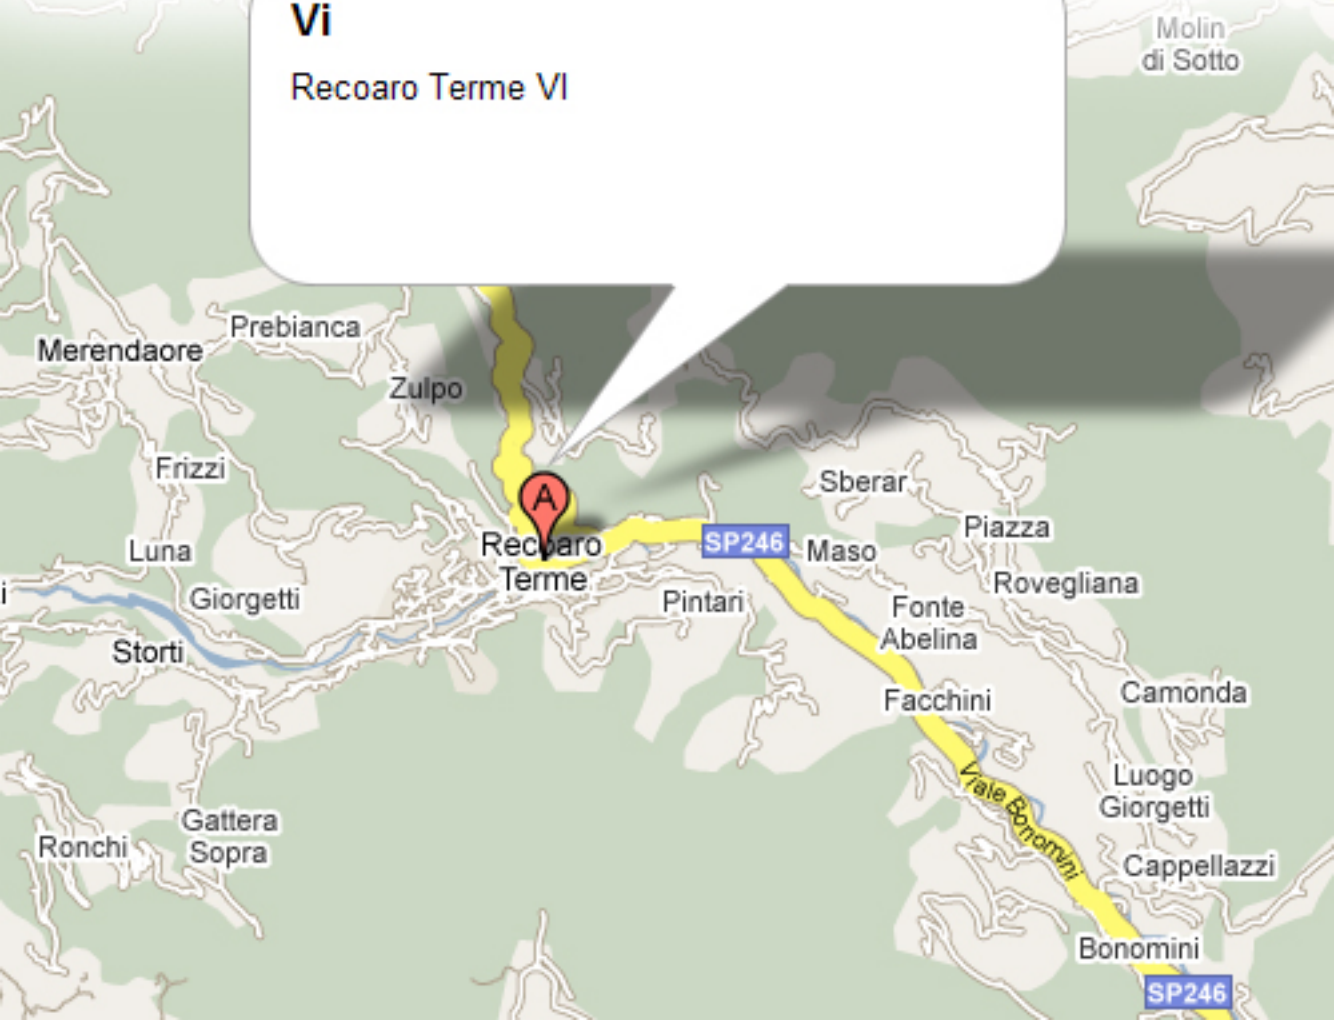 Vi
Recoaro Terme VI
Molin
di Sotto
Prebianca
Merendaore
Zulpo
Frizzi
Sberar
Recoaro
Terme
SP246
Maso
Piazza
Luna
Giorgetti
Pintari
Rovegliana
Fonte
Abelina
Storti
Facchini
Camonda
Viale Bonomini
Luogo
Giorgetti
Gattera
Sopra
Ronchi
Cappellazzi
Bonomini
SP246
A